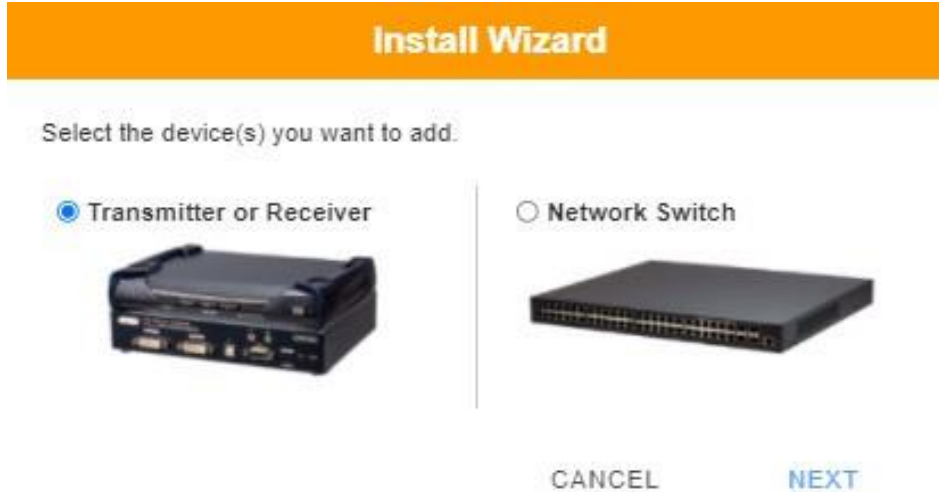 Install Wizard
Select the device(s) you want to add.
Transmitter or Receiver
Network Switch
CANCEL NEXT